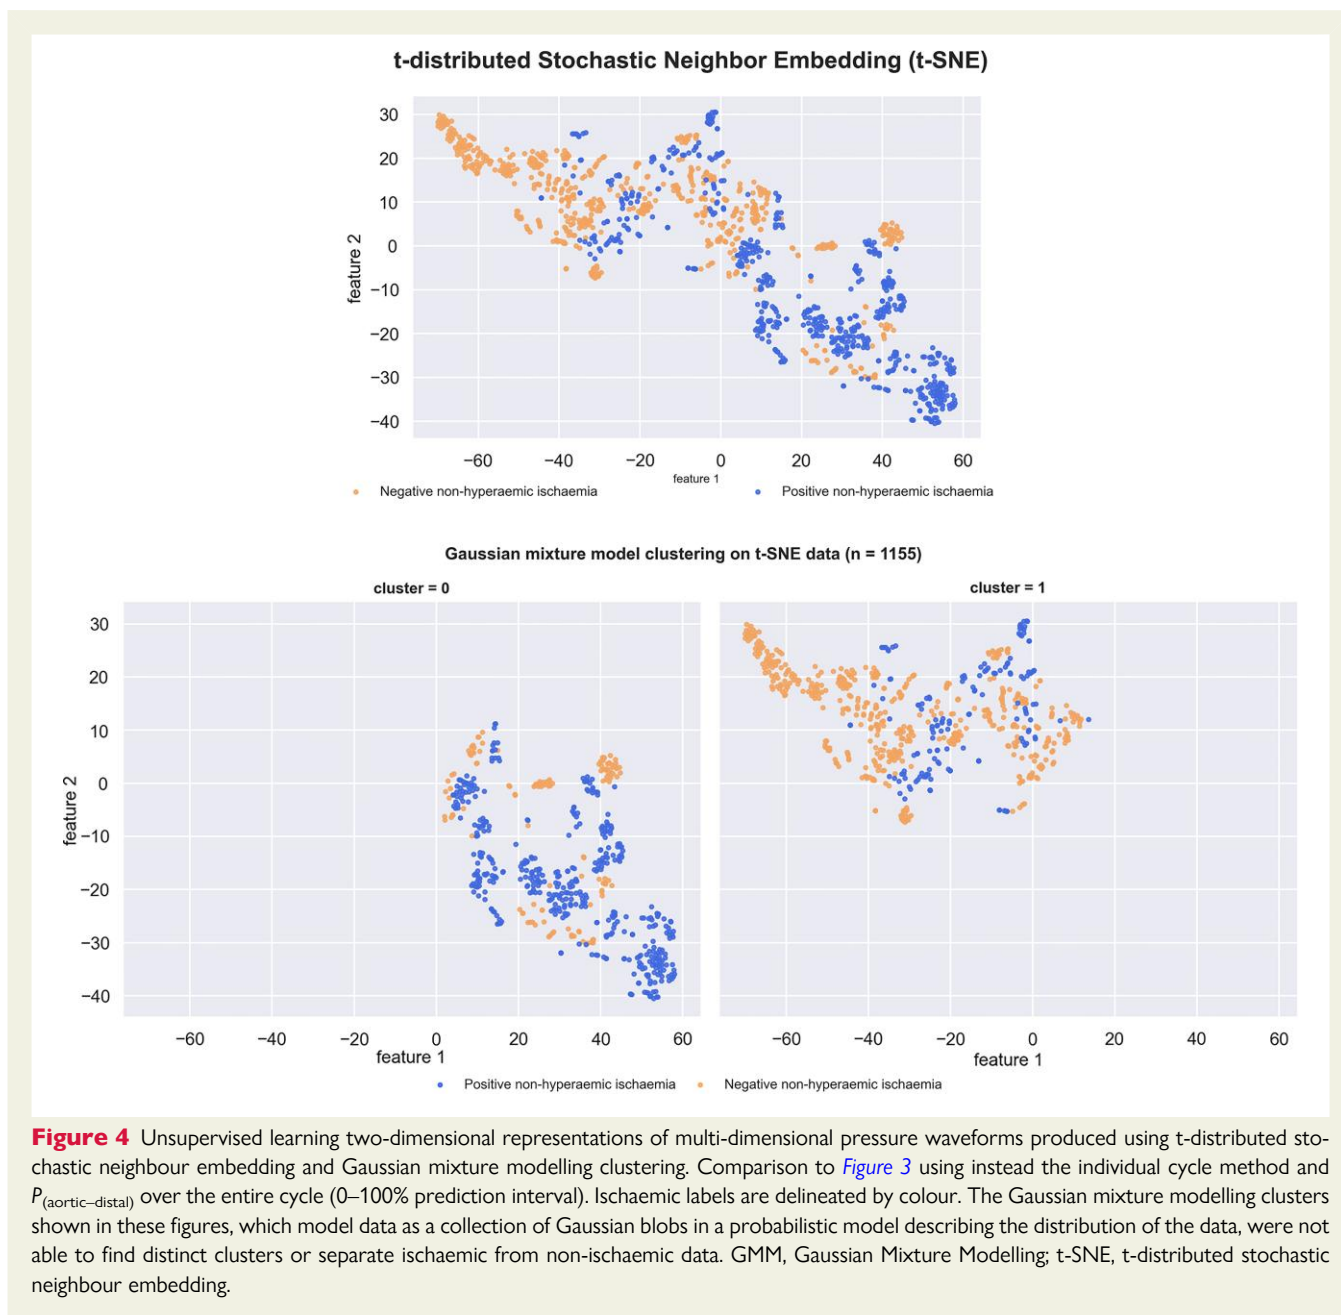 t-distributed Stochastic Neighbor Embedding (t-SNE)
30
20
10
0
−10
−20
−30
−40
feature 2
−60 −40 −20 0 20 40 60
feature 1
Negative non-hyperaemic ischaemia Positive non-hyperaemic ischaemia
Gaussian mixture model clustering on t-SNE data (n = 1155)
cluster = 0 cluster = 1
30
20
10
0
−10
−20
−30
−40
feature 2
−60 −40 −20 0 20 40 60 −60 −40 −20 0 20 40 60
feature 1 feature 1
Positive non-hyperaemic ischaemia Negative non-hyperaemic ischaemia
Figure 4 Unsupervised learning two-dimensional representations of multi-dimensional pressure waveforms produced using t-distributed sto-
chastic neighbour embedding and Gaussian mixture modelling clustering. Comparison to Figure 3 using instead the individual cycle method and
P(aortic–distal) over the entire cycle (0–100% prediction interval). Ischaemic labels are delineated by colour. The Gaussian mixture modelling clusters
shown in these figures, which model data as a collection of Gaussian blobs in a probabilistic model describing the distribution of the data, were not
able to find distinct clusters or separate ischaemic from non-ischaemic data. GMM, Gaussian Mixture Modelling; t-SNE, t-distributed stochastic
neighbour embedding.